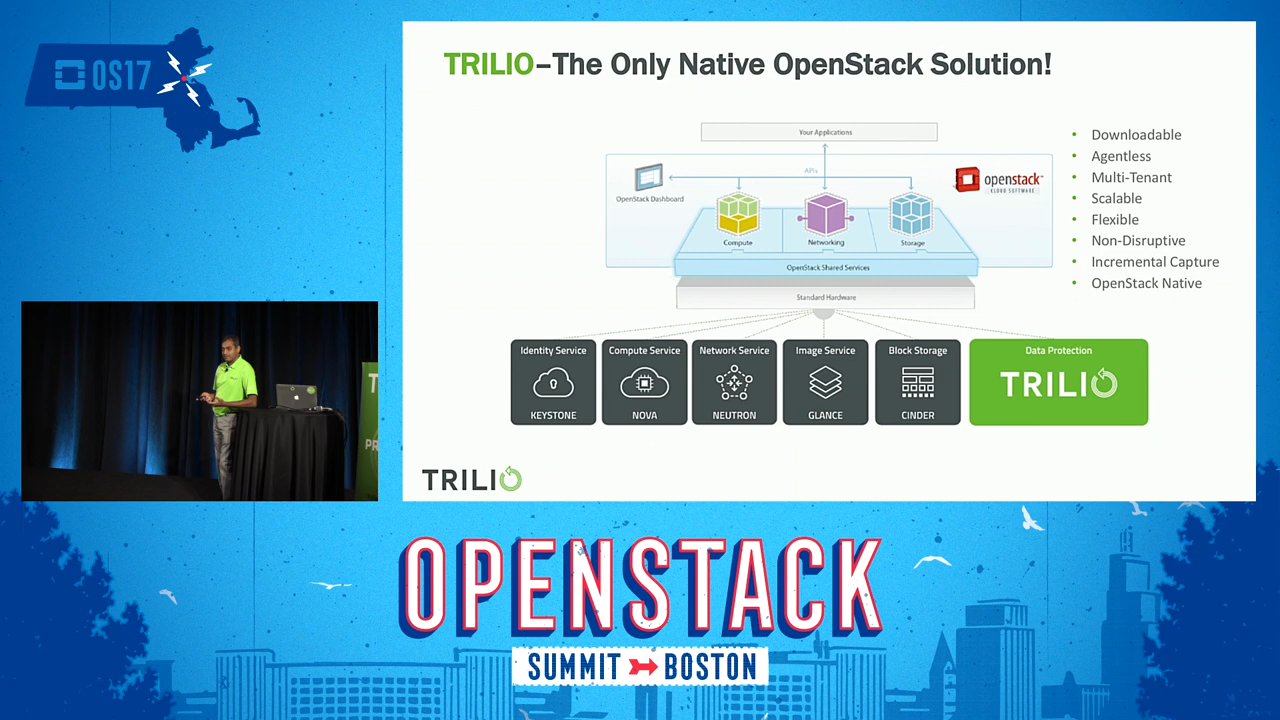 OS17
TRILIO–The Only Native OpenStack Solution!
Your Applications
APIs
OpenStack Dashboard
openstack™
CLOUD SOFTWARE
Compute
Networking
Storage
OpenStack Shared Services
Standard Hardware
• Downloadable
• Agentless
• Multi-Tenant
• Scalable
• Flexible
• Non-Disruptive
• Incremental Capture
• OpenStack Native
Identity Service
KEYSTONE
Compute Service
NOVA
Network Service
NEUTRON
Image Service
GLANCE
Block Storage
CINDER
Data Protection
TRILIO
TRILIO
T
PR
OPENSTACK
SUMMIT BOSTON